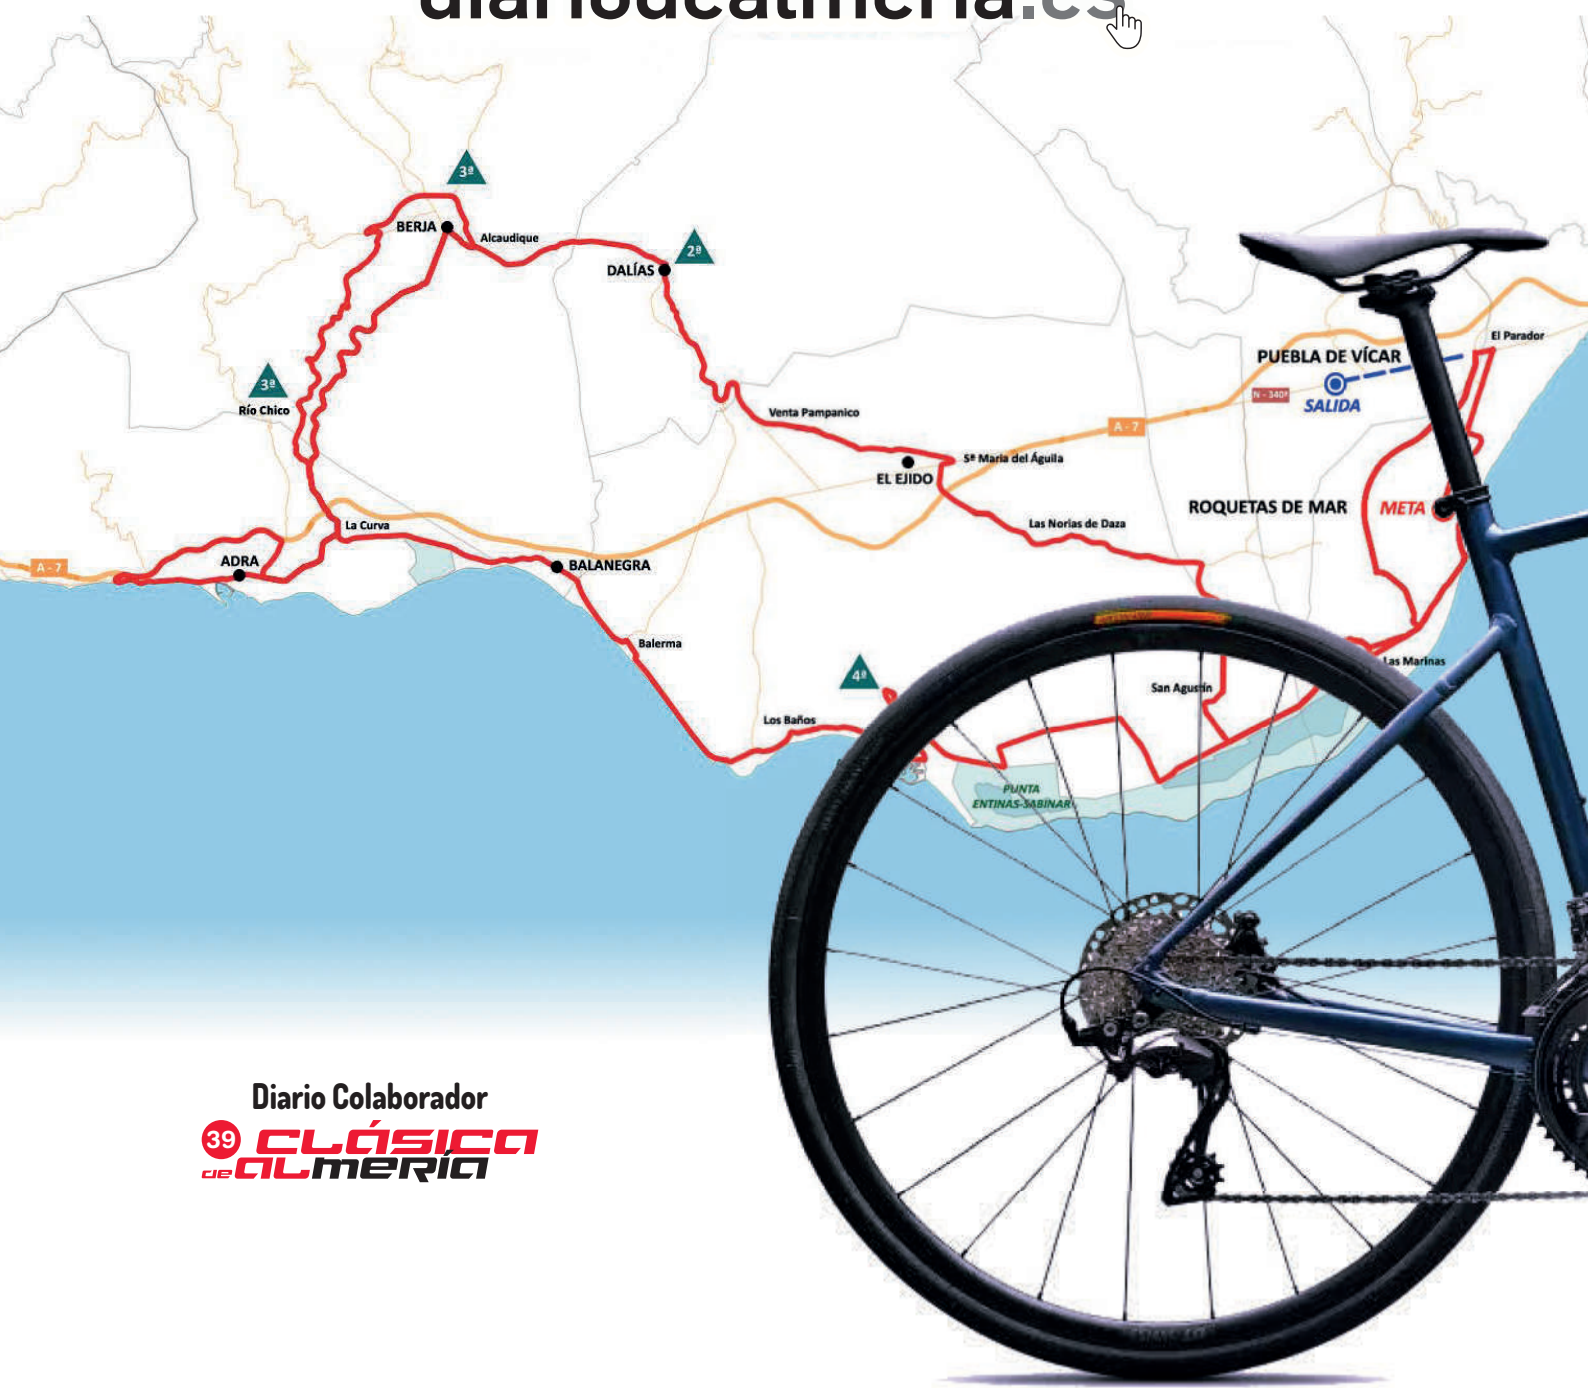 diariodealmeria.es
3ª
BERJA
Alcaudique
2ª
DALÍAS
El Parador
PUEBLA DE VÍCAR
3ª
N - 340ª
SALIDA
Río Chico
Venta Pampanico
A - 7
Sª Maria del Águila
EL EJIDO
ROQUETAS DE MAR
META
La Curva
Las Norias de Daza
A - 7
ADRA
BALANEGRA
Balerma
Las Marinas
4ª
San Agustín
Los Baños
PUNTA
ENTINAS-SABINAR
Diario Colaborador
39 CLÁSICA
de ALMERÍA